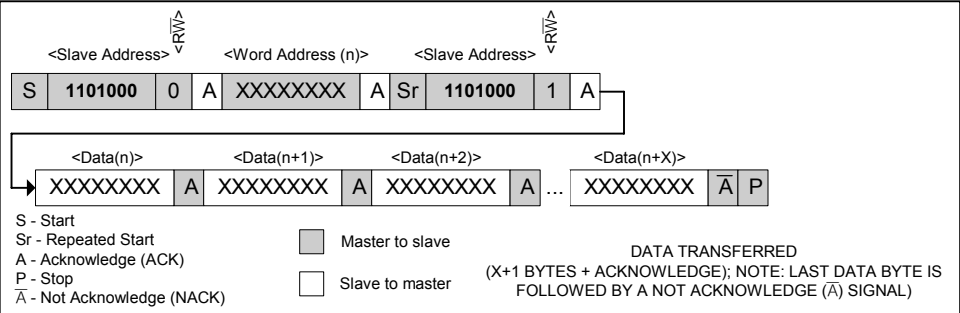 <Slave Address> <RW̅> <Word Address (n)> <Slave Address> <RW̅>
S 1101000 0 A XXXXXXXX A Sr 1101000 1 A
<Data(n)> <Data(n+1)> <Data(n+2)> <Data(n+X)>
XXXXXXXX A XXXXXXXX A XXXXXXXX A ... XXXXXXXX A̅ P
S - Start
Sr - Repeated Start
A - Acknowledge (ACK)
P - Stop
A̅ - Not Acknowledge (NACK)
Master to slave
Slave to master
DATA TRANSFERRED
(X+1 BYTES + ACKNOWLEDGE); NOTE: LAST DATA BYTE IS
FOLLOWED BY A NOT ACKNOWLEDGE (A̅) SIGNAL)